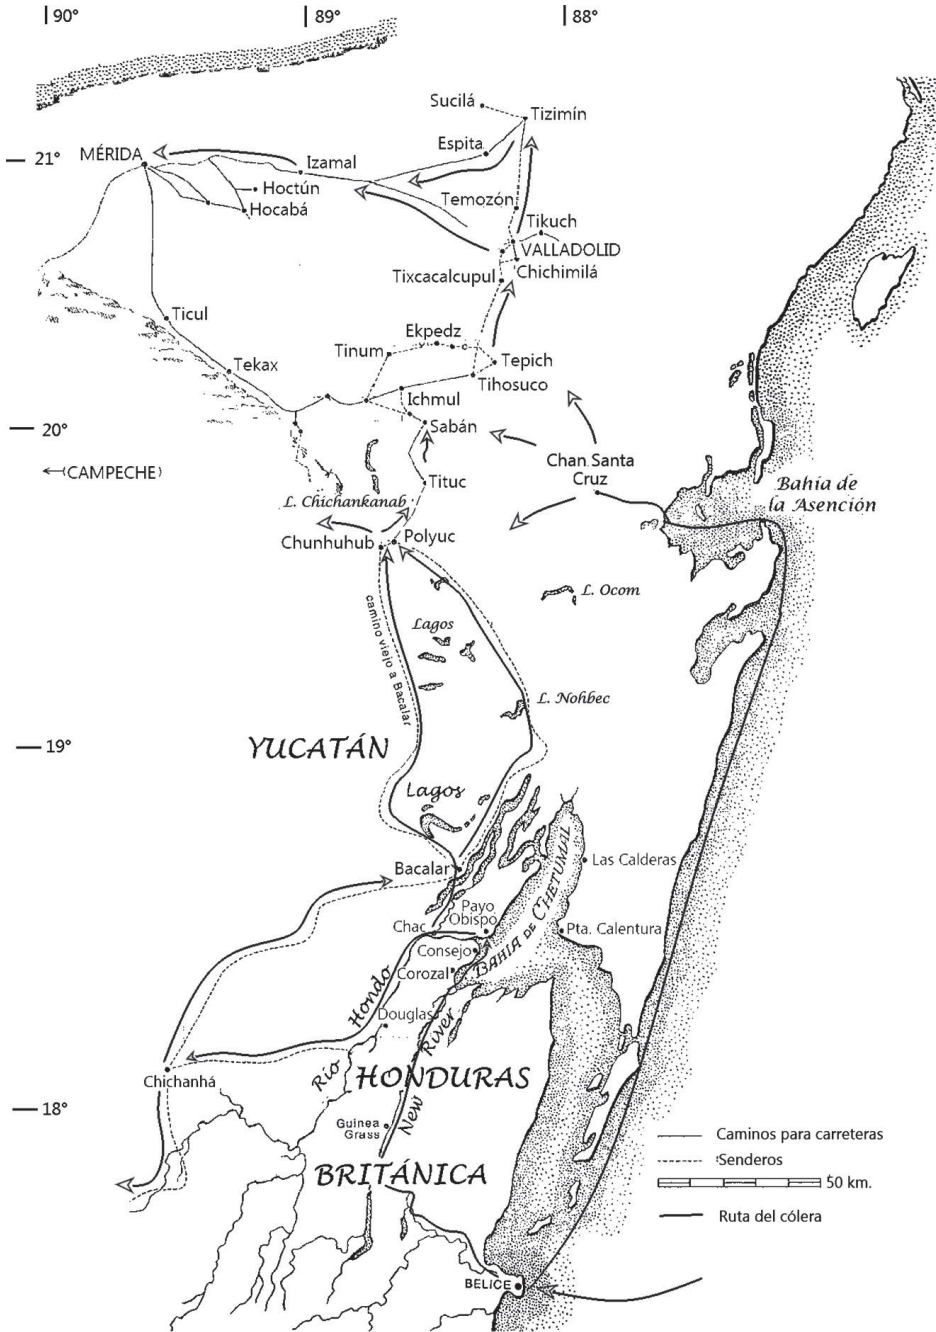 90°
89°
88°
Sucilá
Tizimín
Espita
MÉRIDA
21°
Izamal
Hoctún
Hocabá
Temozón
Tikuch
VALLADOLID
Chichimilá
Tixcacalcupul
Ticul
Ekpedz
Tinum
Tepich
Tekax
Tihosuco
Ichmul
20°
Sabán
(CAMPECHE)
Chan Santa
Cruz
Tituc
Bahía de
la Asención
L. Chichankanab
Chunhuhub
Polyuc
L. Ocom
camino viejo a Bacalar
Lagos
L. Nohbec
19°
YUCATÁN
Lagos
Bacalar
Las Calderas
BAHÍA DE CHETUMAL
Payo
Obispo
Chac
Pta. Calentura
Consejo
Corozal
Río Hondo
Douglas
New River
Chichanhá
HONDURAS
18°
Guinea
Grass
BRITÁNICA
Caminos para carreteras
Senderos
50 km.
Ruta del cólera
BELICE